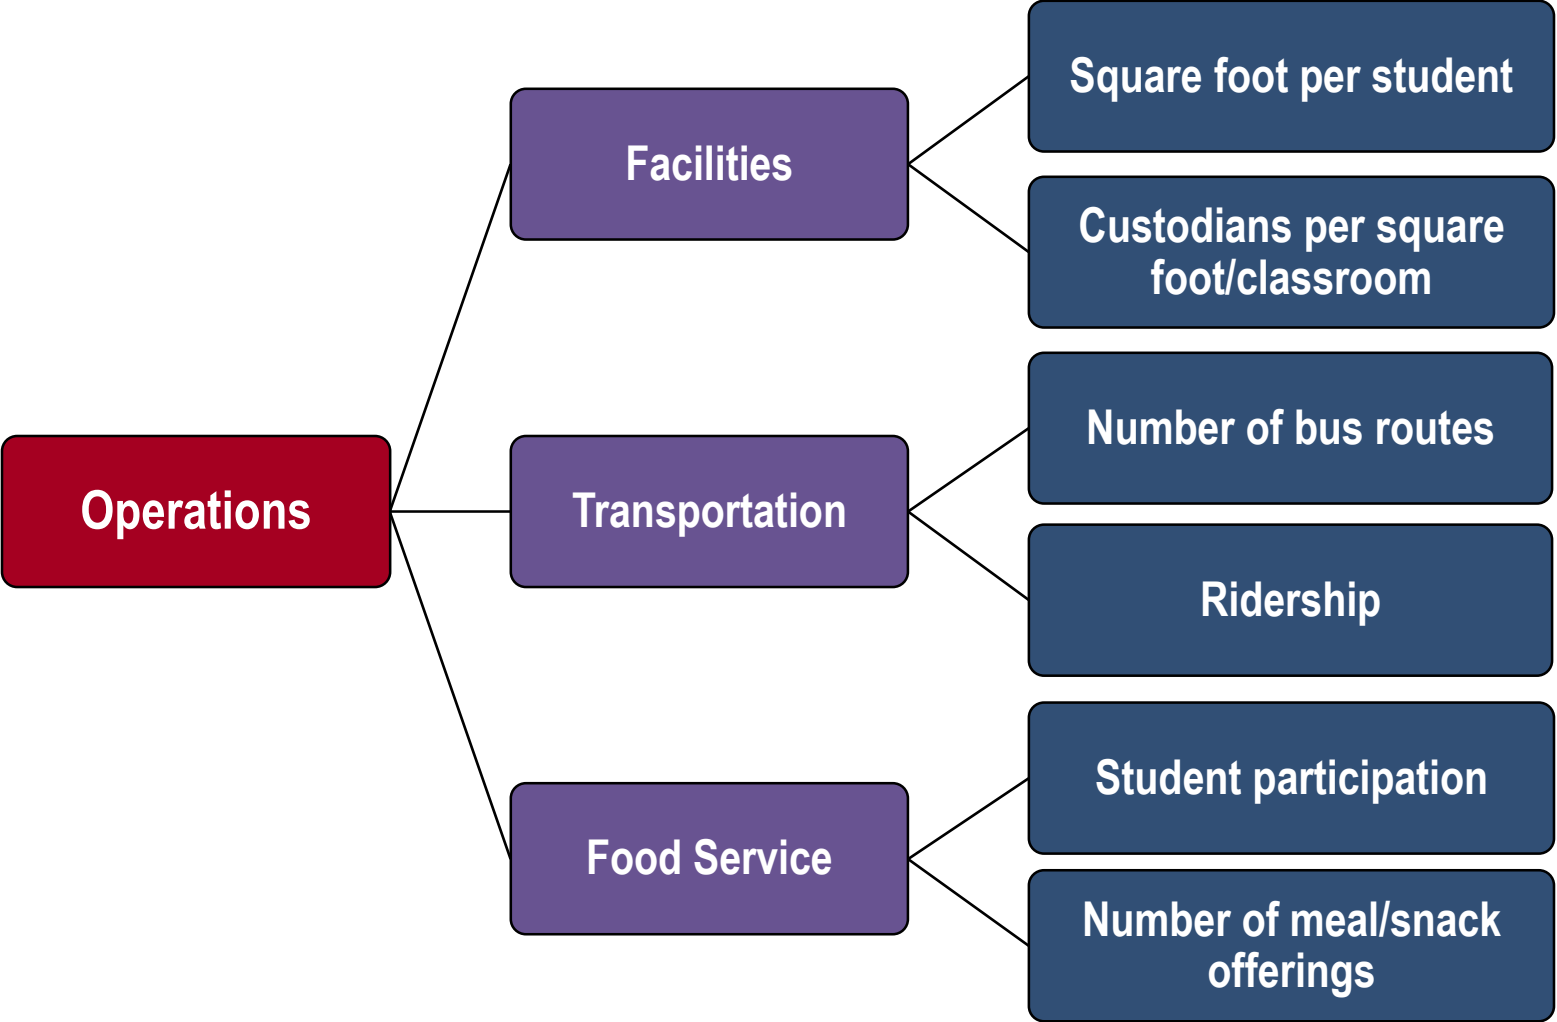 Operations
Facilities
Square foot per student
Custodians per square
foot/classroom
Transportation
Number of bus routes
Ridership
Food Service
Student participation
Number of meal/snack
offerings